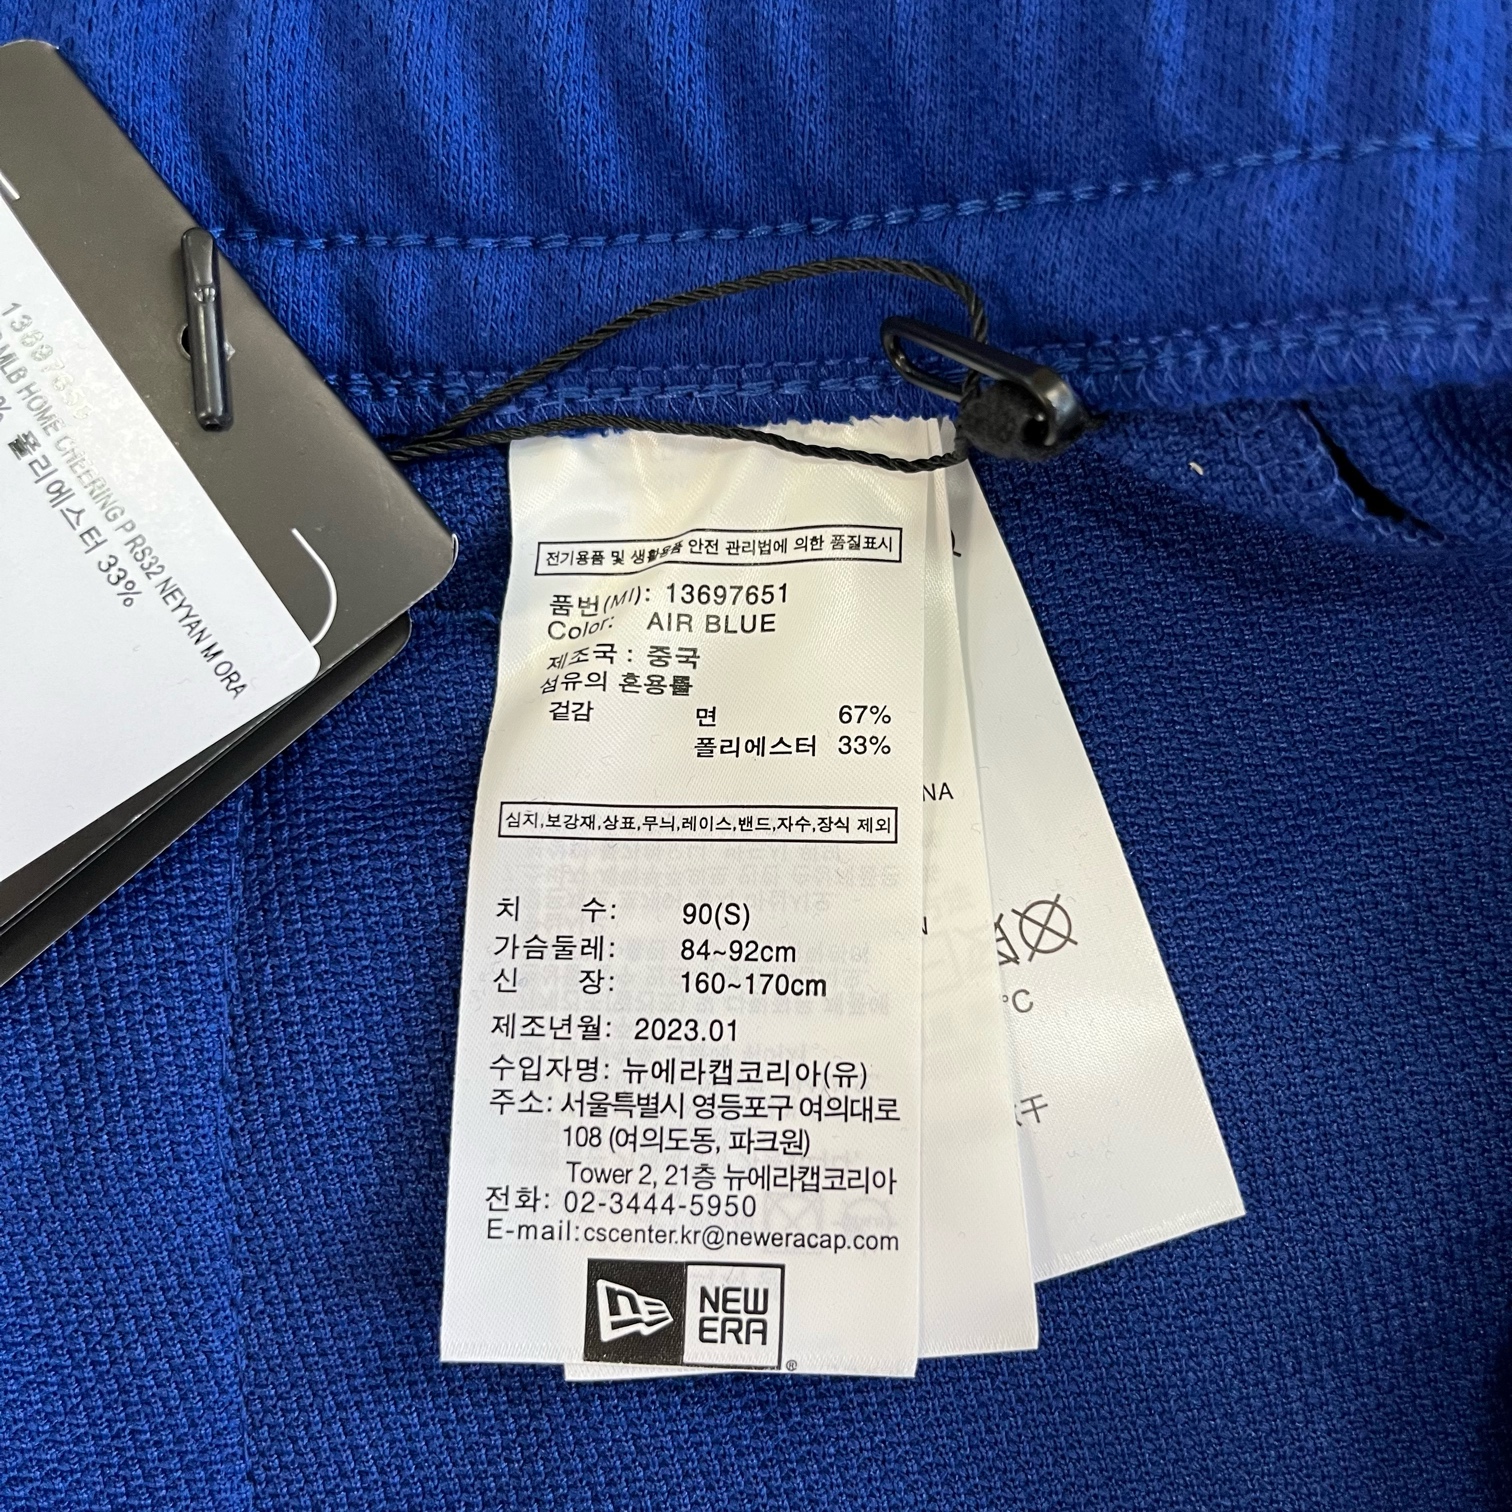 전기용품 및 생활용품 안전 관리법에 의한 품질표시
품번(MI): 13697651
Color: AIR BLUE
제조국 : 중국
섬유의 혼용률
겉감 면 67%
폴리에스터 33%
심치,보강재,상표,무늬,레이스,밴드,자수,장식 제외
치 수: 90(S)
가슴둘레: 84~92cm
신 장: 160~170cm
제조년월: 2023.01
수입자명: 뉴에라캡코리아(유)
주소: 서울특별시 영등포구 여의대로
108 (여의도동, 파크원)
Tower 2, 21층 뉴에라캡코리아
전화: 02-3444-5950
E-mail:cscenter.kr@neweracap.com
NEW
ERA
®
MLB HOME CHEERING P RS32 NEYYAN M ORA
폴리에스터 33%
NA
°C
干